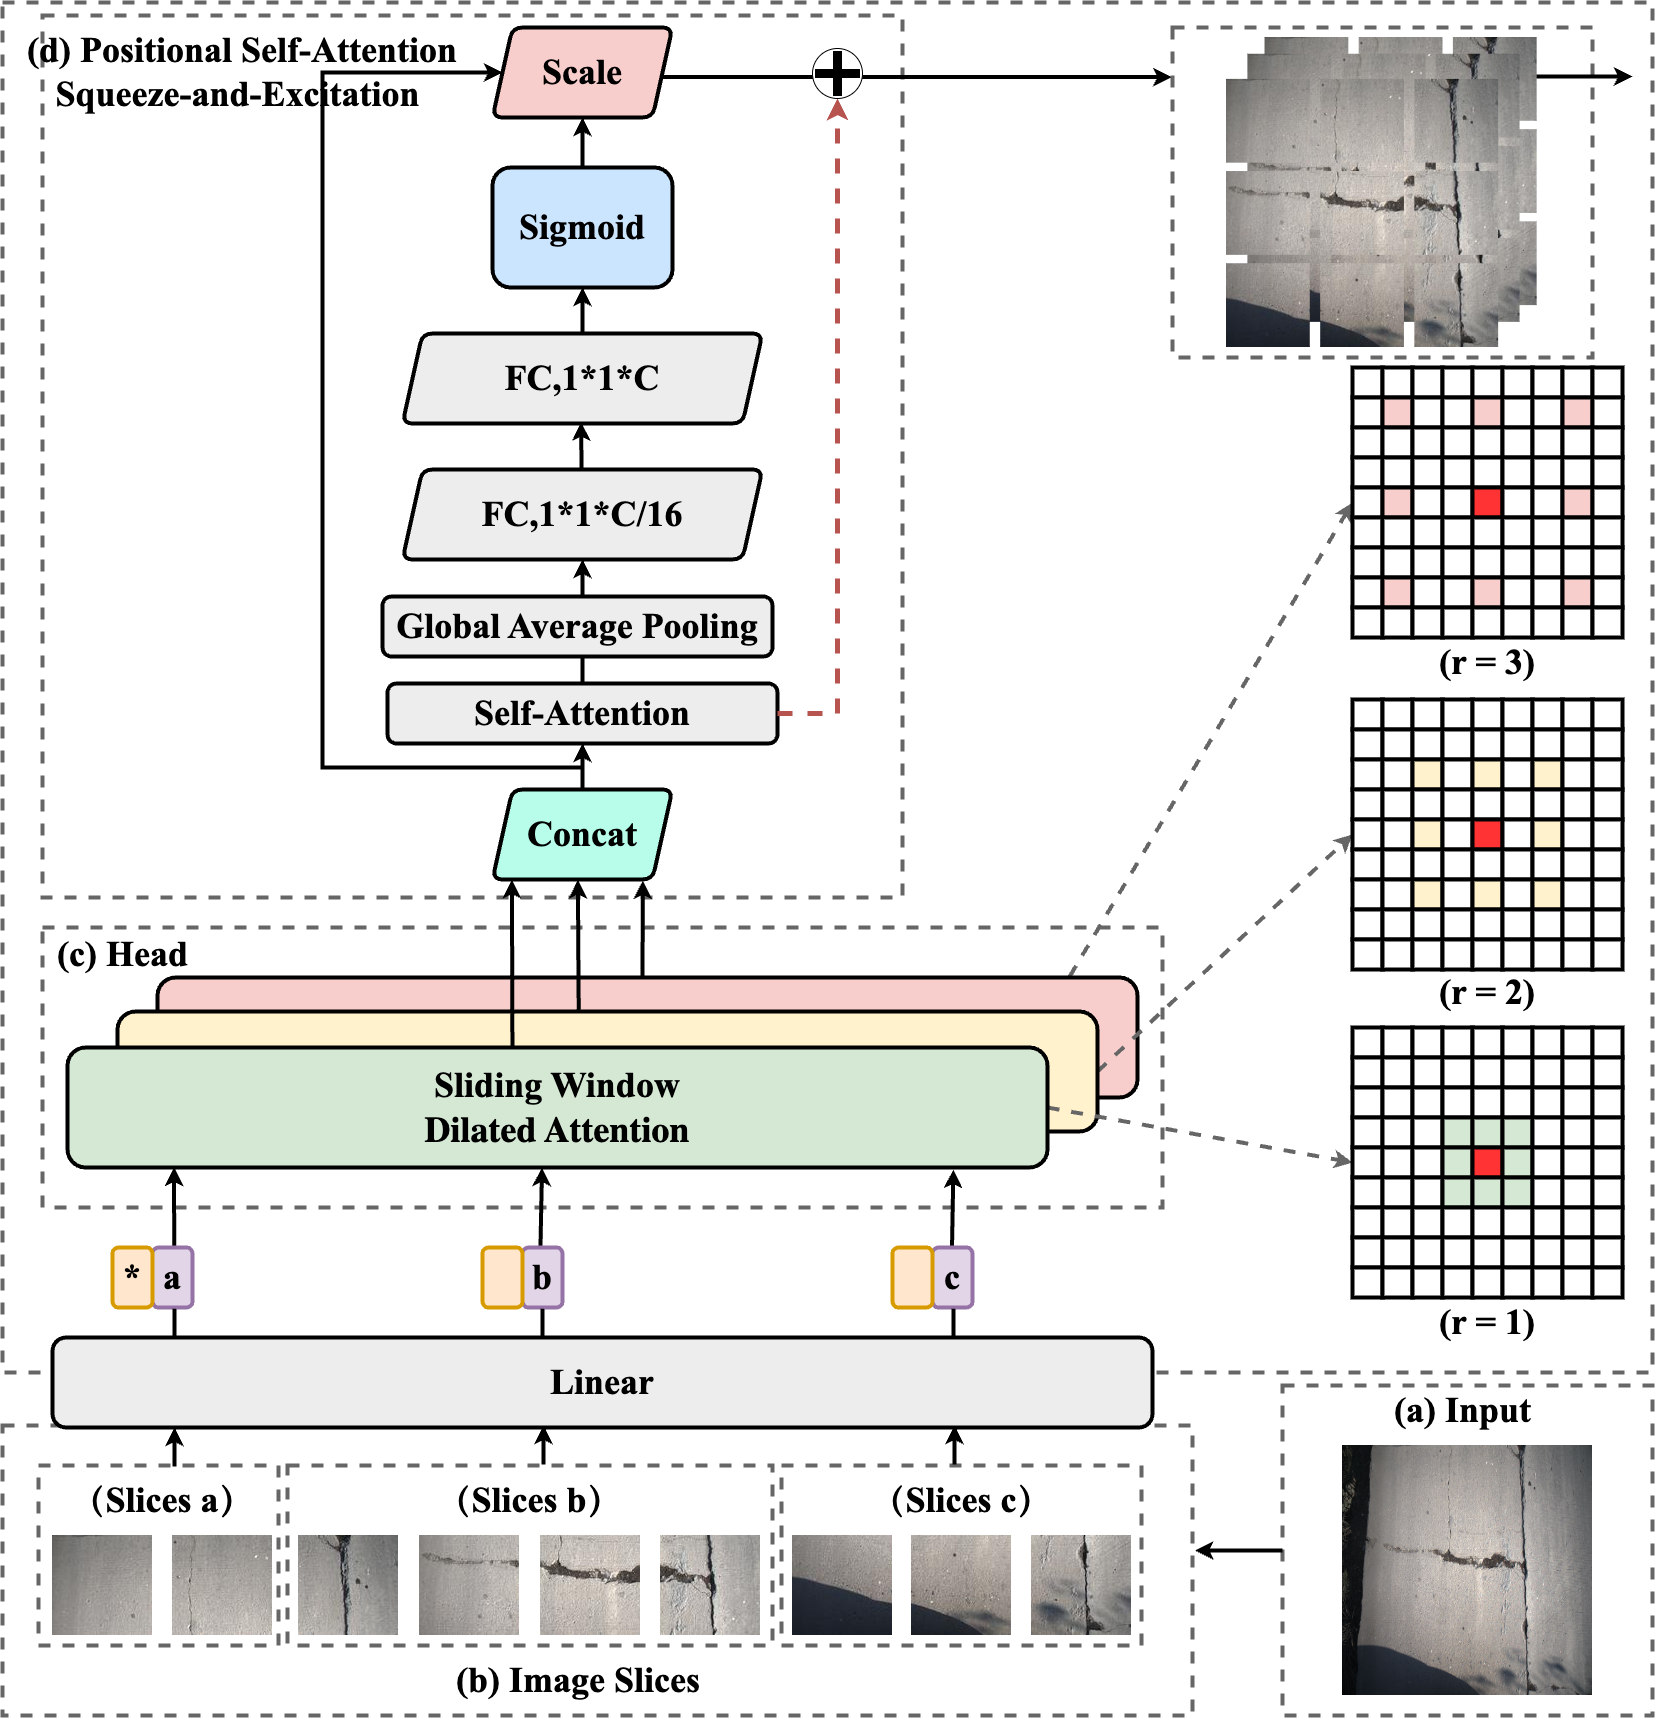 (d) Positional Self-Attention
Squeeze-and-Excitation
Scale
Sigmoid
FC,1*1*C
FC,1*1*C/16
Global Average Pooling
Self-Attention
Concat
(r = 3)
(r = 2)
(r = 1)
(c) Head
Sliding Window
Dilated Attention
* a
b
c
Linear
(a) Input
(Slices a)
(Slices b)
(Slices c)
(b) Image Slices